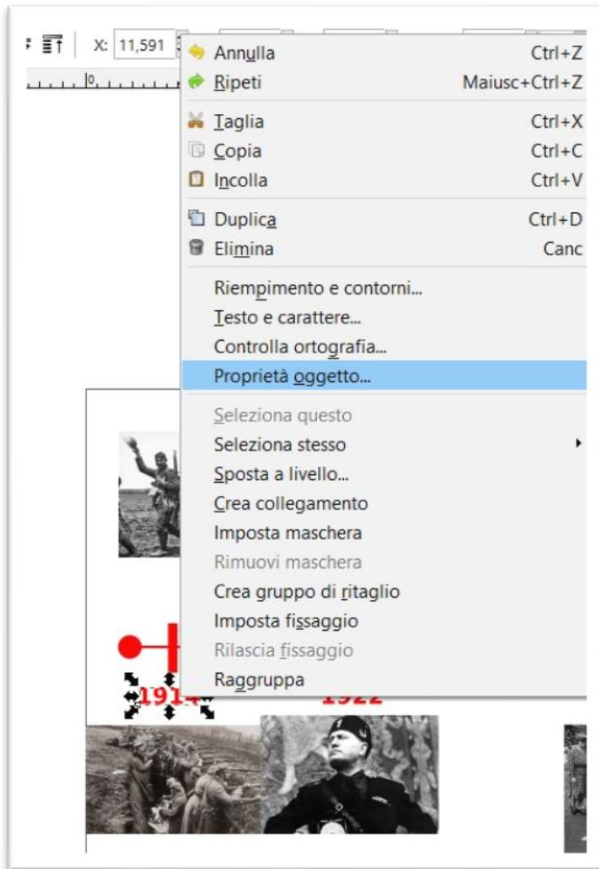 X: 11,591
0
Annulla Ctrl+Z
Ripeti Maiusc+Ctrl+Z
Taglia Ctrl+X
Copia Ctrl+C
Incolla Ctrl+V
Duplica Ctrl+D
Elimina Canc
Riempimento e contorni...
Testo e carattere...
Controlla ortografia...
Proprietà oggetto...
Seleziona questo
Seleziona stesso
Sposta a livello...
Crea collegamento
Imposta maschera
Rimuovi maschera
Crea gruppo di ritaglio
Imposta fissaggio
Rilascia fissaggio
Raggruppa
1914 1922